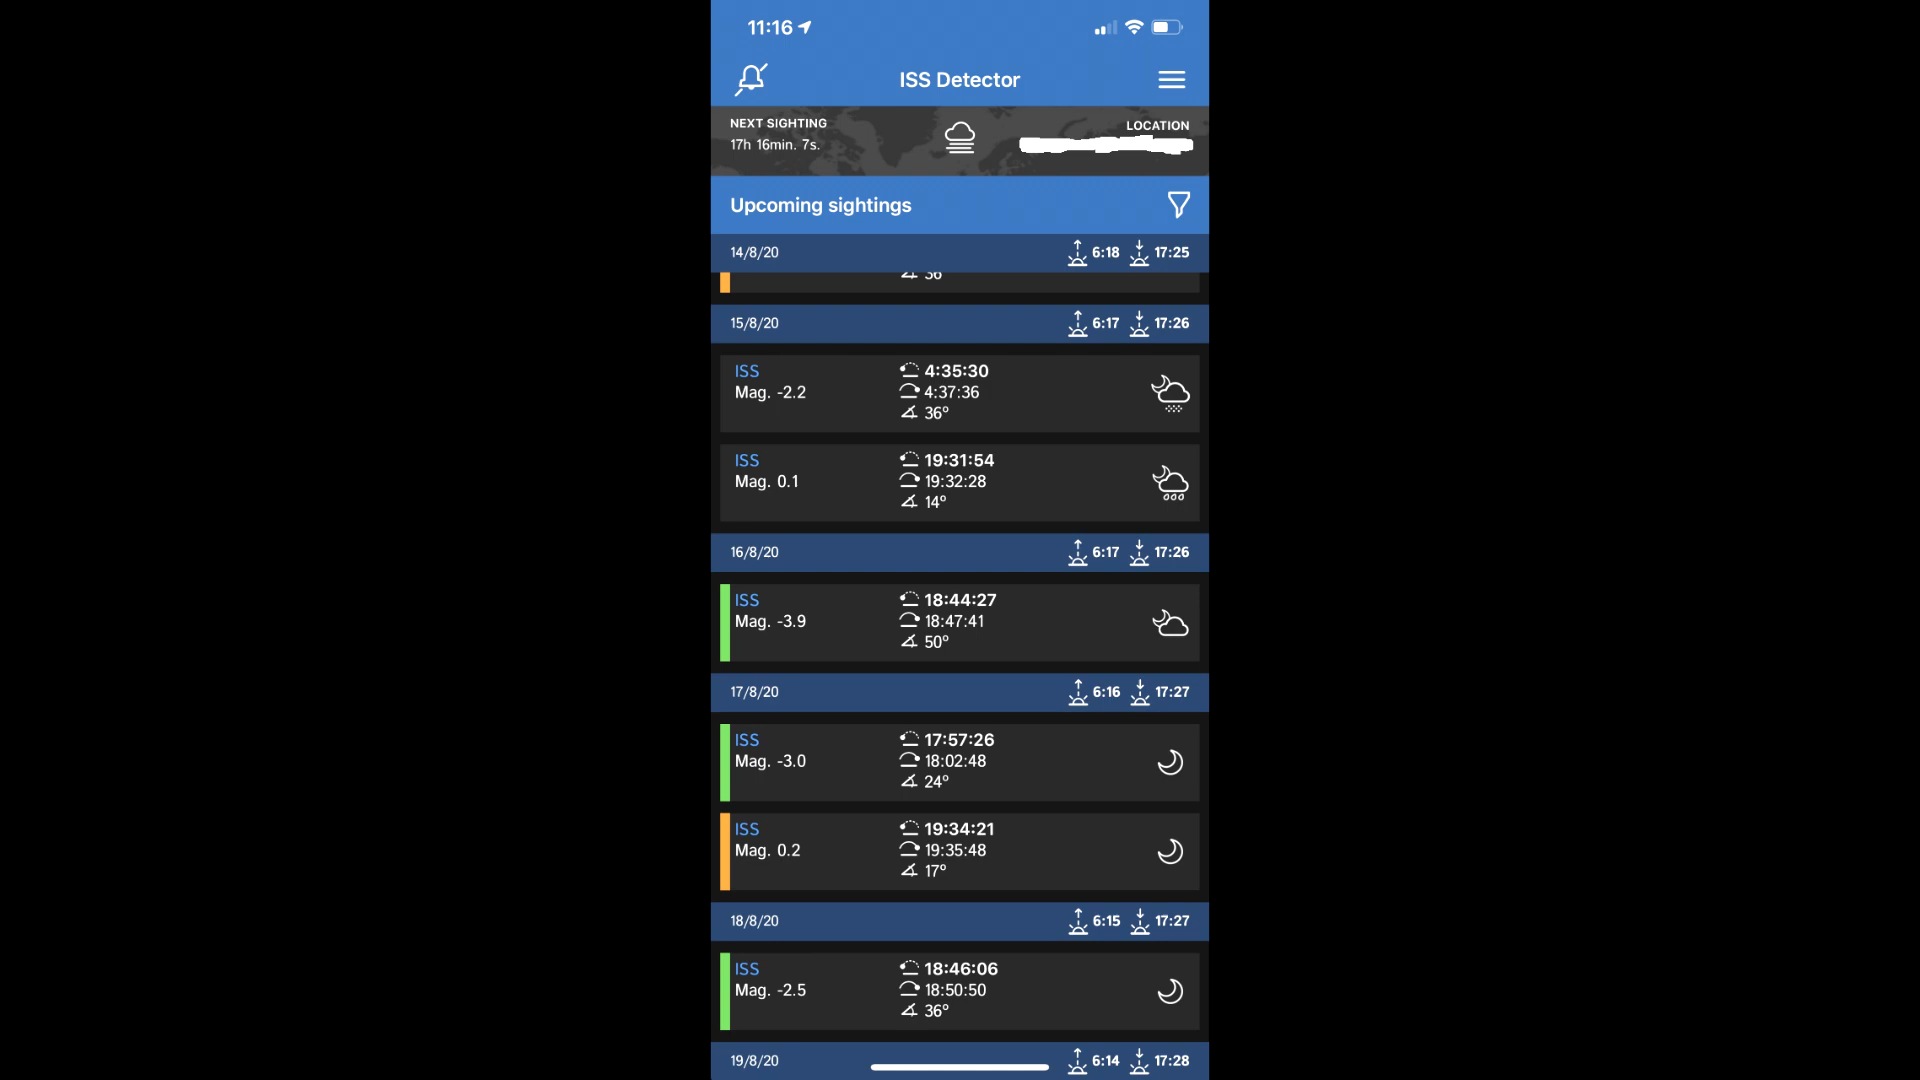 11:16
ISS Detector
NEXT SIGHTING
LOCATION
17h 16min. 7s.
Upcoming sightings
14/8/20 6:18 17:25
36
15/8/20 6:17 17:26
ISS 4:35:30
Mag. -2.2 4:37:36
36°
ISS 19:31:54
Mag. 0.1 19:32:28
14°
16/8/20 6:17 17:26
ISS 18:44:27
Mag. -3.9 18:47:41
50°
17/8/20 6:16 17:27
ISS 17:57:26
Mag. -3.0 18:02:48
24°
ISS 19:34:21
Mag. 0.2 19:35:48
17°
18/8/20 6:15 17:27
ISS 18:46:06
Mag. -2.5 18:50:50
36°
19/8/20 6:14 17:28